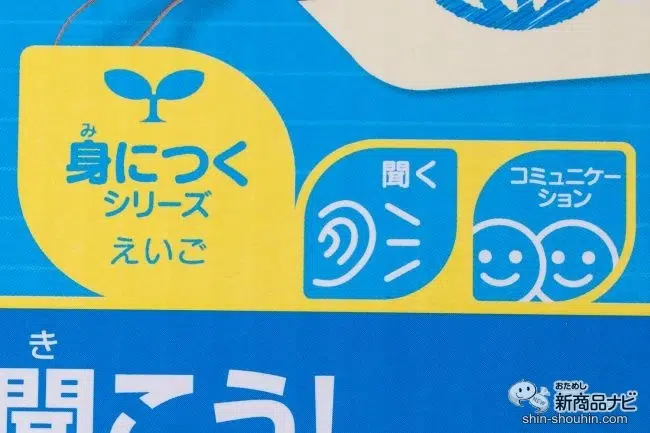 み
身につく
シリーズ
えいご
聞く
コミュニケー
ション
き
聞こう!
おためし
新商品ナビ
shin-shouhin.com